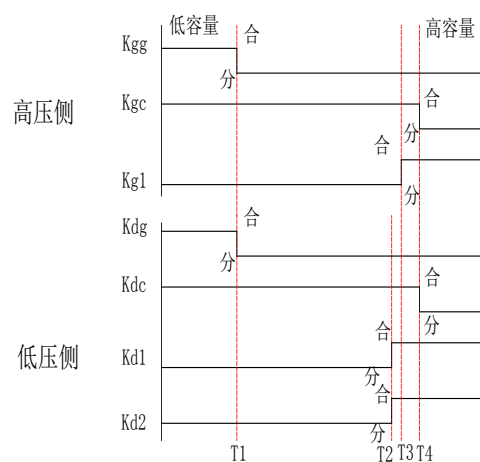 低容量
高容量
Kgg
合
分
Kgc
合
分
高压侧
合
Kg1
分
Kdg
合
分
Kdc
合
分
低压侧
合
Kd1
分
合
Kd2
分
T1
T2
T3
T4